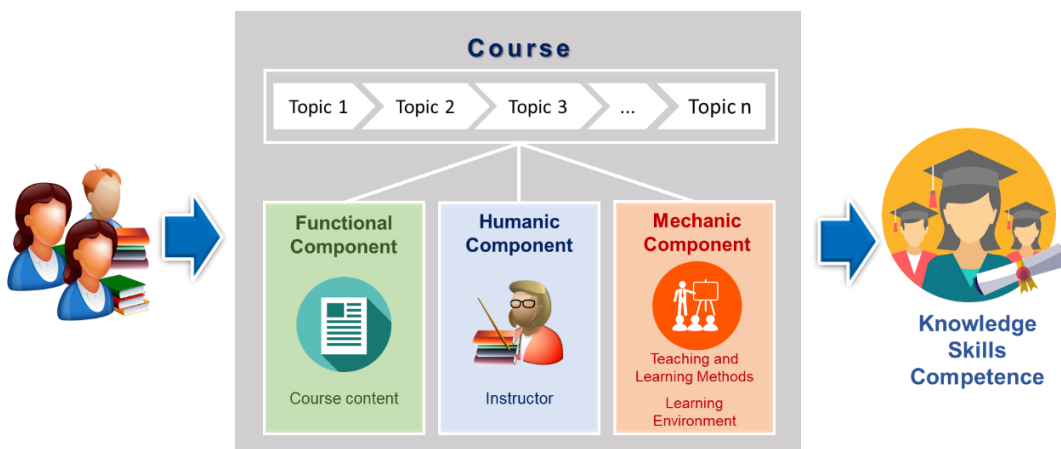 Course
Topic 1
Topic 2
Topic 3
...
Topic n
Functional
Component
Course content
Humanic
Component
Instructor
Mechanic
Component
Teaching and
Learning Methods
Learning
Environment
Knowledge
Skills
Competence